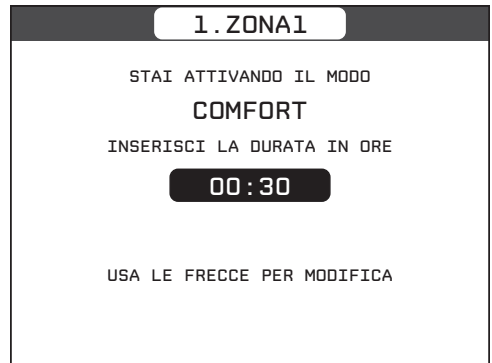 1.ZONA1
STAI ATTIVANDO IL MODO
COMFORT
INSERISCI LA DURATA IN ORE
00:30
USA LE FRECCE PER MODIFICA